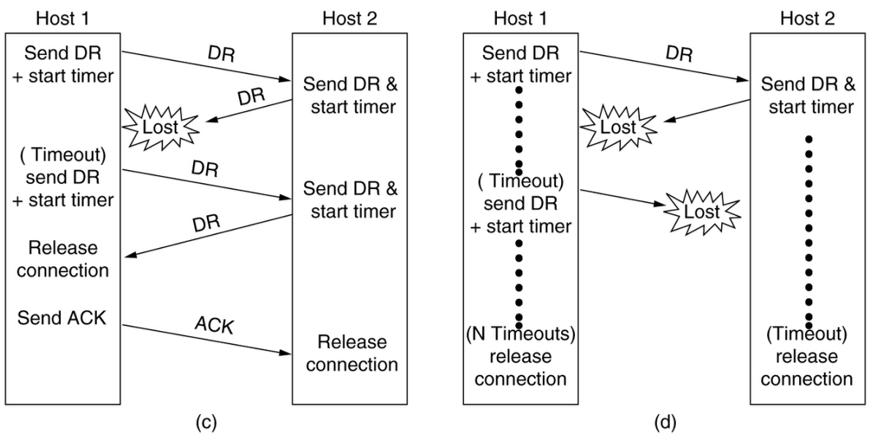 Host 1
Host 2
Send DR
+ start timer
DR
Send DR &
start timer
DR
Lost
( Timeout)
send DR
+ start timer
DR
Send DR &
start timer
DR
Release
connection
Send ACK
ACK
Release
connection
(c)
Host 1
Host 2
Send DR
+ start timer
DR
Send DR &
start timer
Lost
( Timeout)
send DR
+ start timer
Lost
(N Timeouts)
release
connection
(Timeout)
release
connection
(d)